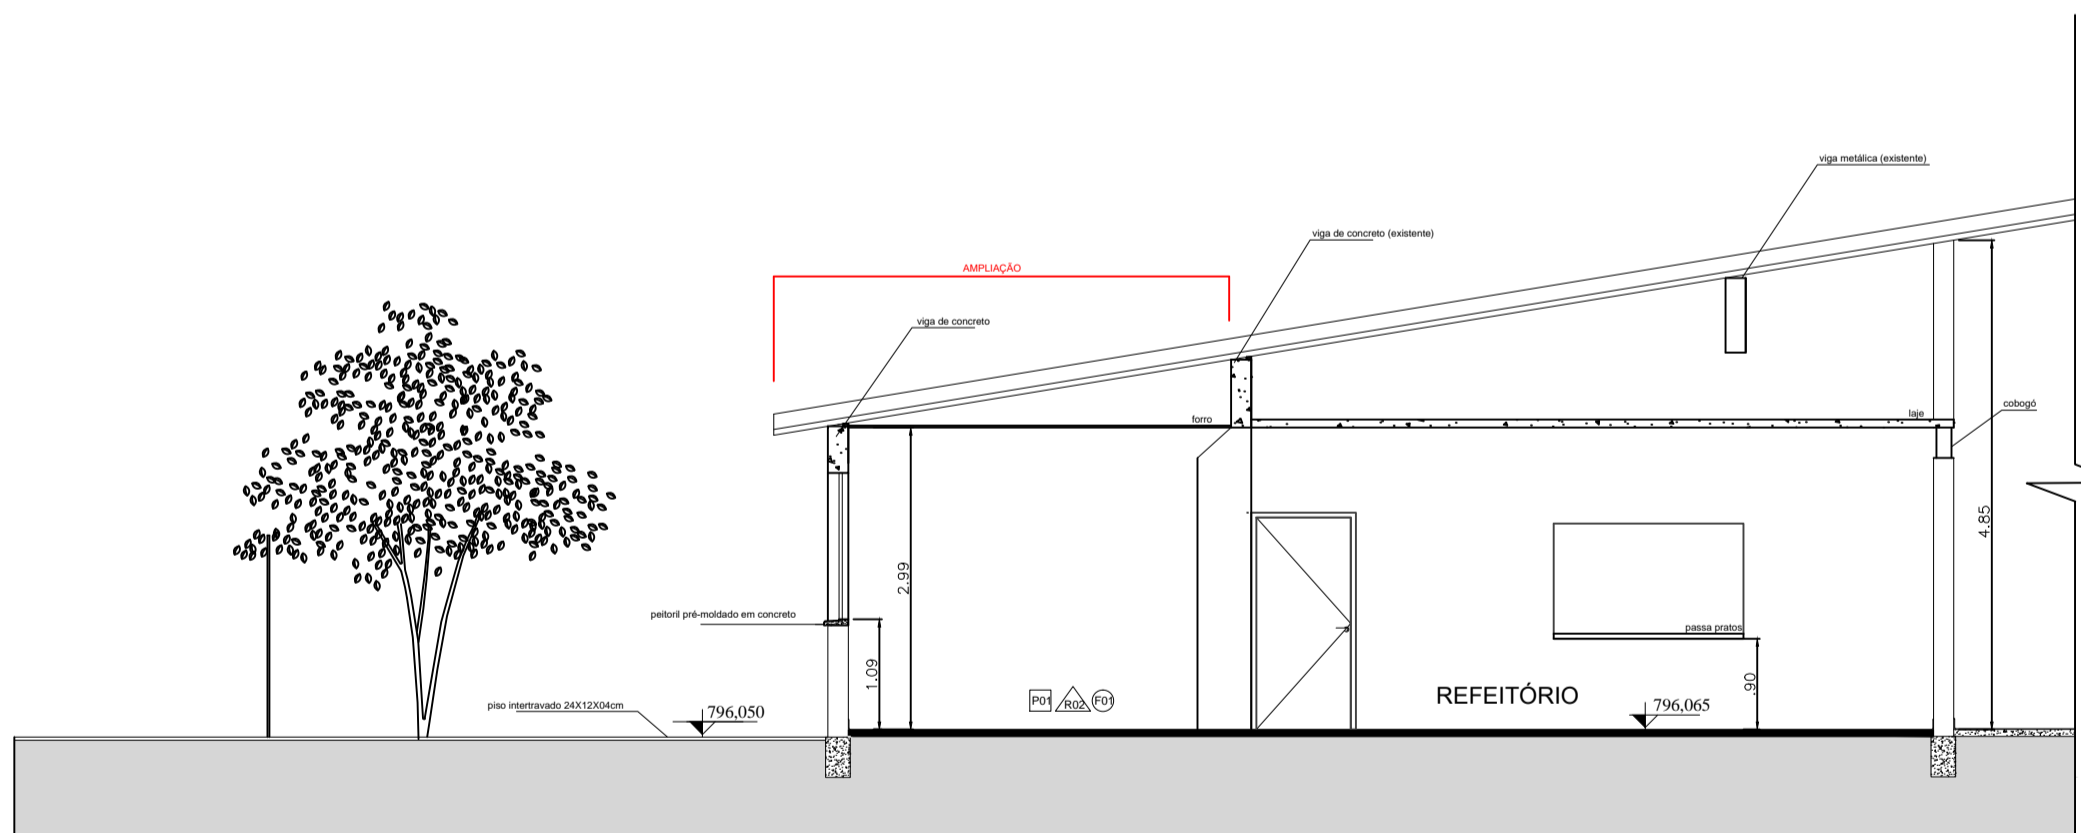 viga metálica (existente)
viga de concreto (existente)
AMPLIAÇÃO
viga de concreto
cobogó
laje
forro
4.85
2.99
peitoril pré-moldado em concreto
passa pratos
1.09
.90
P01
R02
F01
REFEITÓRIO
piso intertravado 24X12X04cm
796,050
796,065